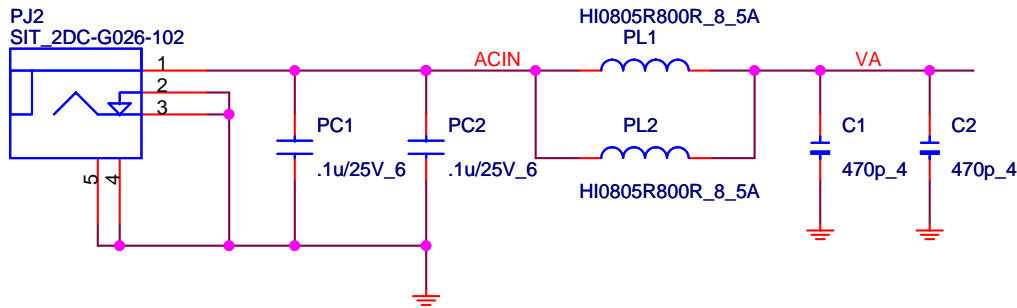 PJ2
SIT_2DC-G026-102
1
2
3
5
4
PC1
.1u/25V_6
PC2
.1u/25V_6
ACIN
HI0805R800R_8_5A
PL1
PL2
HI0805R800R_8_5A
VA
C1
470p_4
C2
470p_4